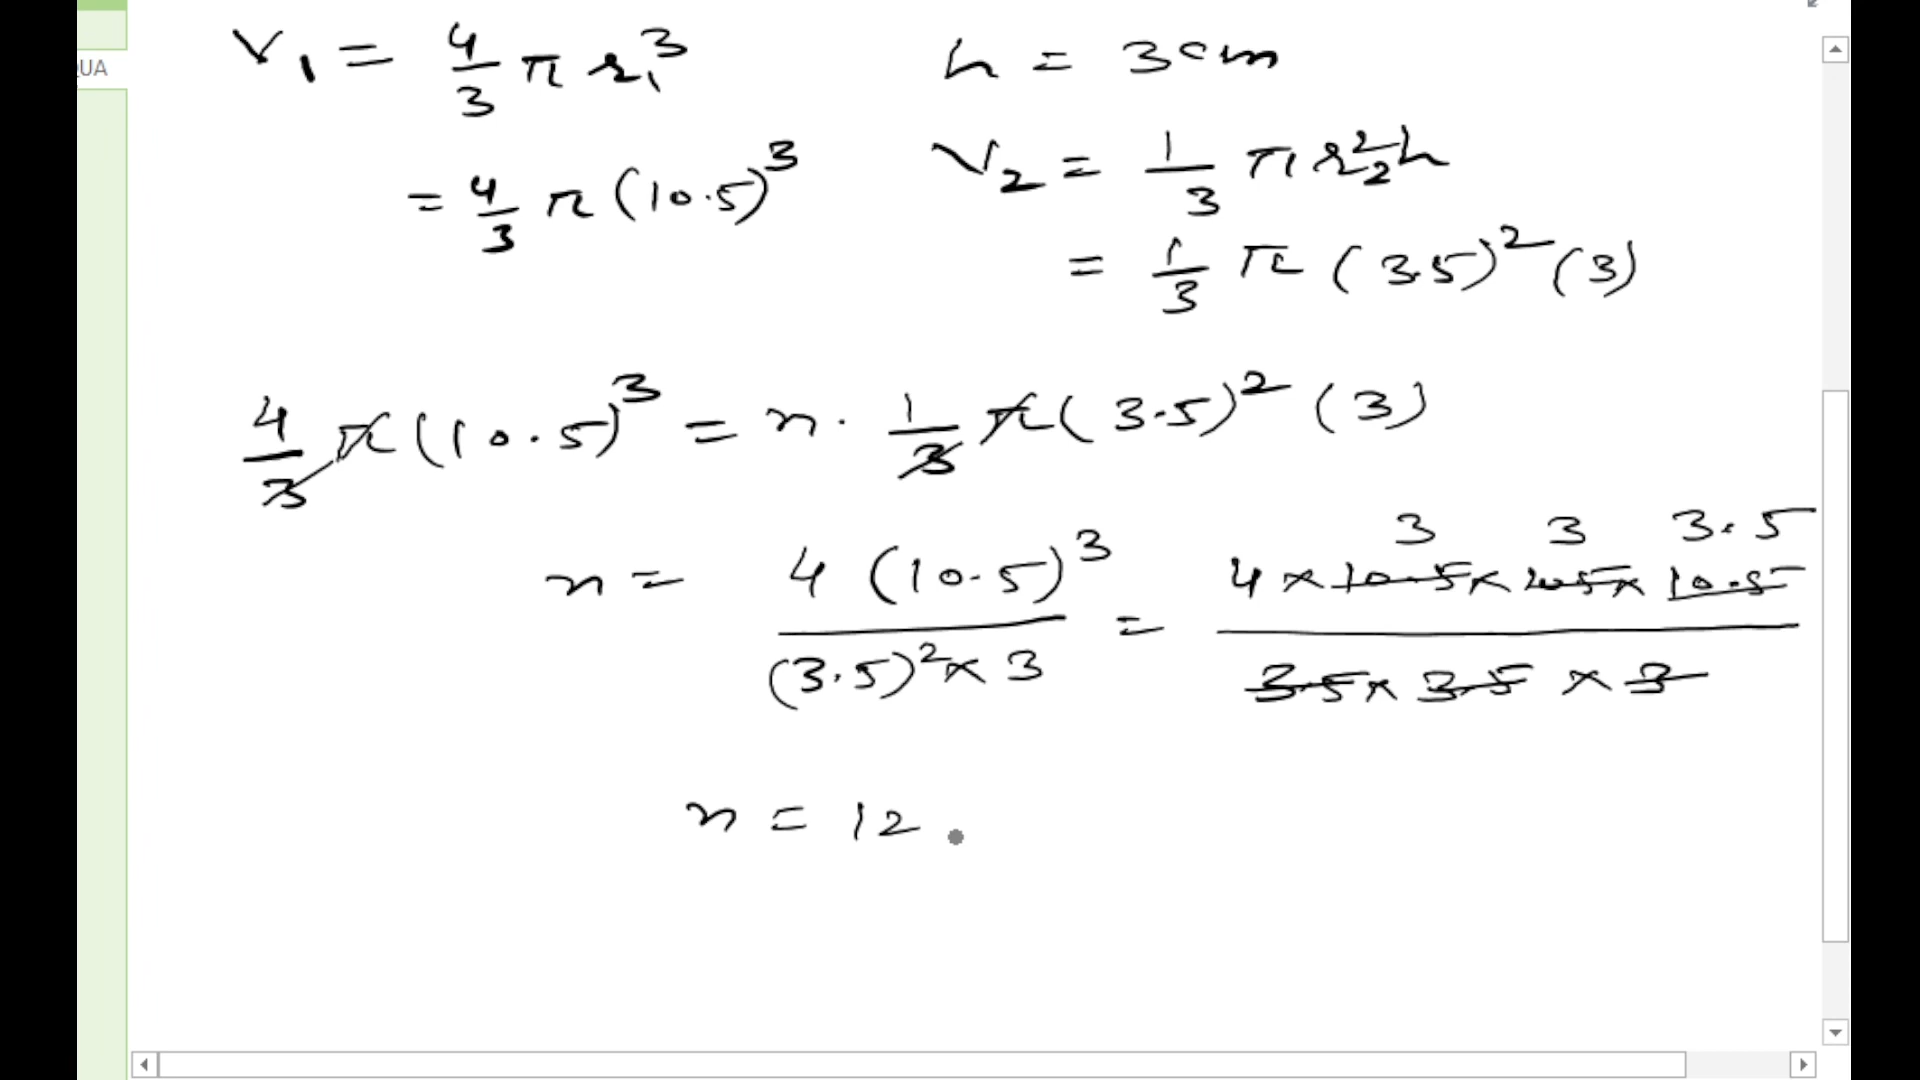 QUA
V₁ = 4/3 π r₁³
= 4/3 π (10.5)³
h = 3cm
V₂ = 1/3 π r₂²h
= 1/3 π (3.5)² (3)
4/3 π (10.5)³ = n · 1/3 π (3.5)² (3)
3 3 3.5
n = 4 (10.5)³ / (3.5)² × 3 = 4 × 10.5 × 10.5 × 10.5 / 3.5 × 3.5 × 3
n = 12